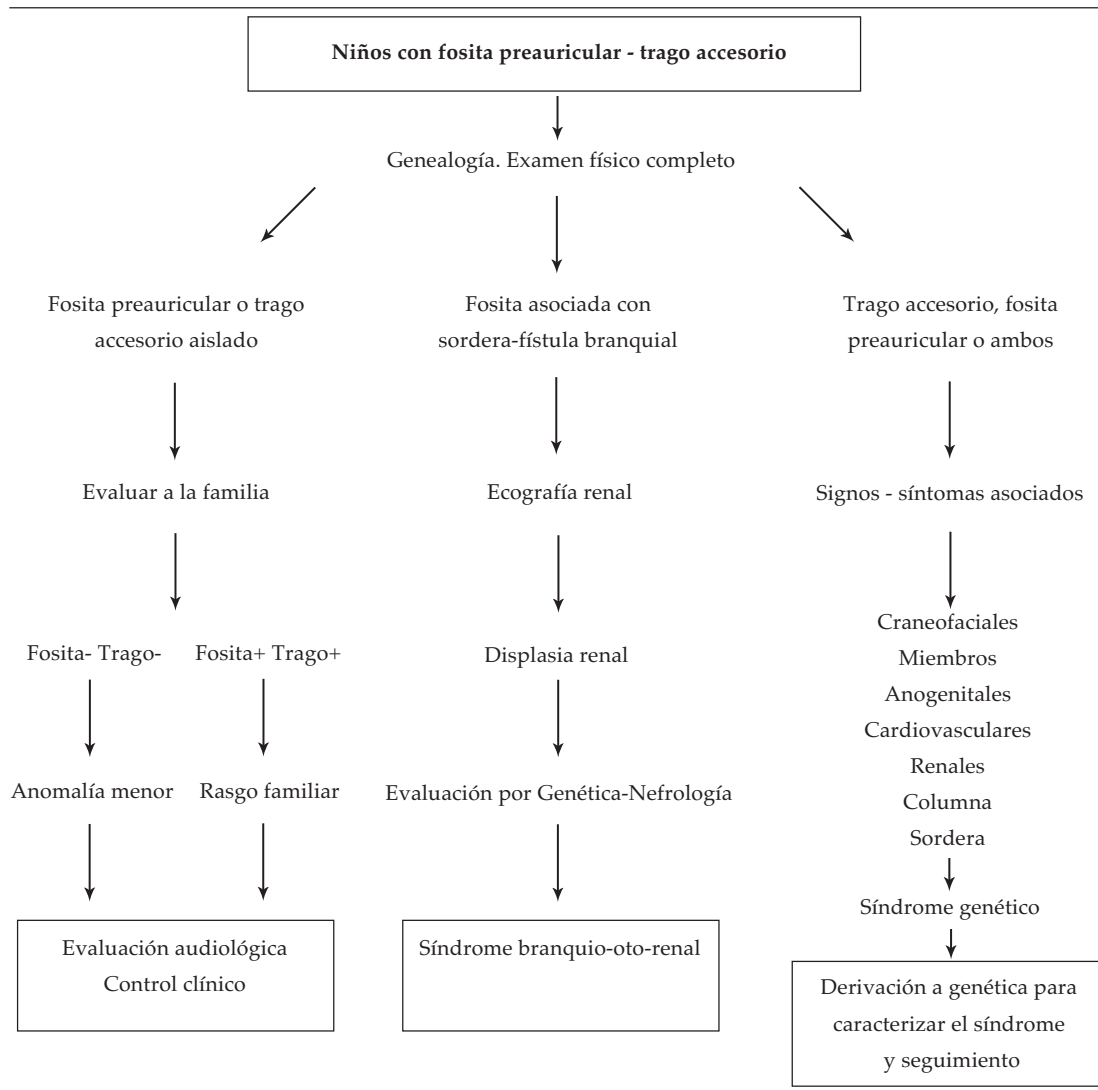 Niños con fosita preauricular - trago accesorio
Genealogía. Examen físico completo
Fosita preauricular o trago
accesorio aislado
Evaluar a la familia
Fosita- Trago-
Fosita+ Trago+
Anomalía menor
Rasgo familiar
Evaluación audiológica
Control clínico
Fosita asociada con
sordera-fístula branquial
Ecografía renal
Displasia renal
Evaluación por Genética-Nefrología
Síndrome branquio-oto-renal
Trago accesorio, fosita
preauricular o ambos
Signos - síntomas asociados
Craneofaciales
Miembros
Anogenitales
Cardiovasculares
Renales
Columna
Sordera
Síndrome genético
Derivación a genética para
caracterizar el síndrome
y seguimiento